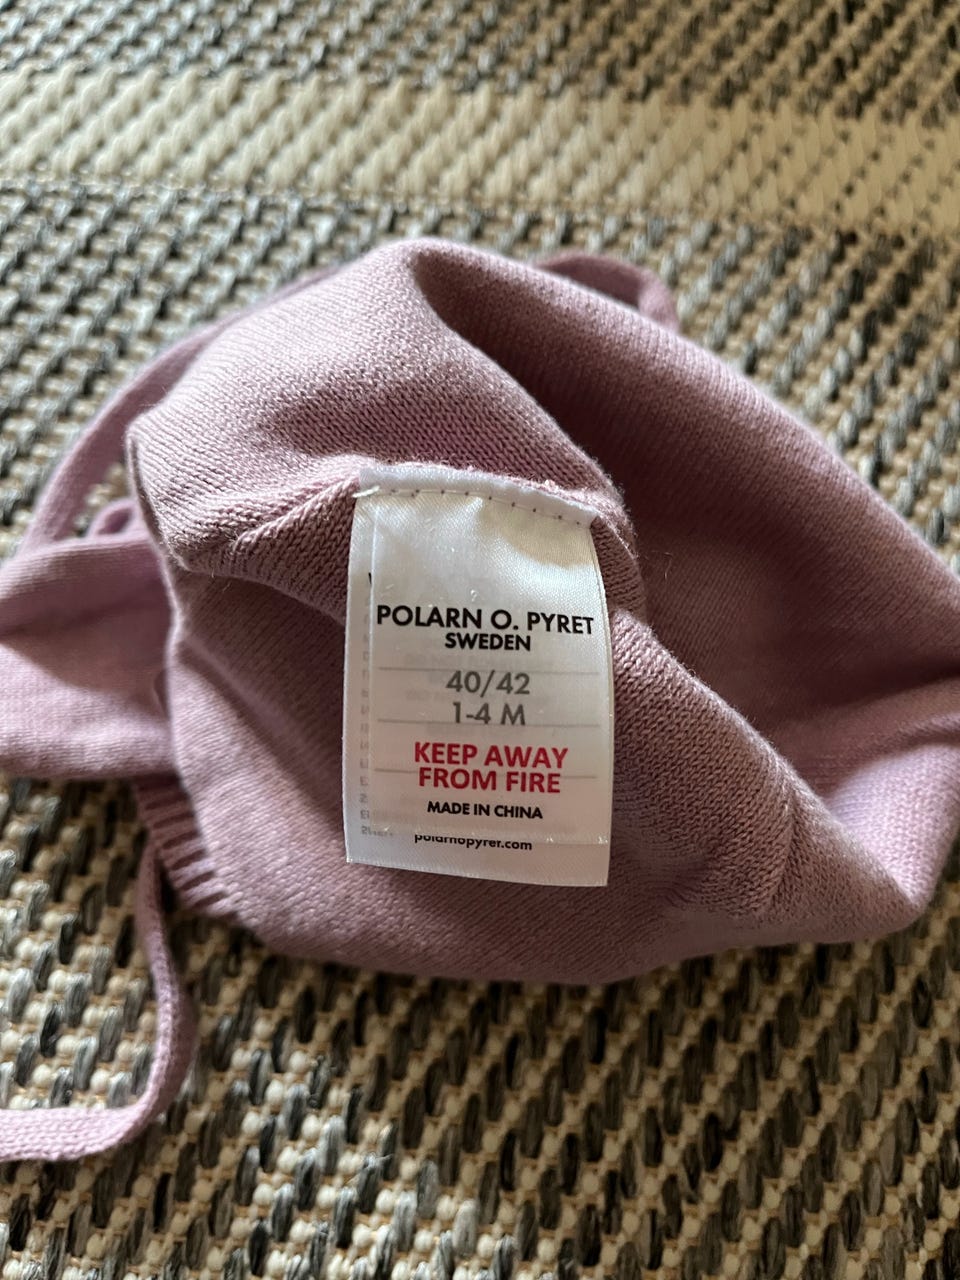 POLARN O. PYRET
SWEDEN
40/42
1-4 M
KEEP AWAY
FROM FIRE
MADE IN CHINA
polarnopyret.com